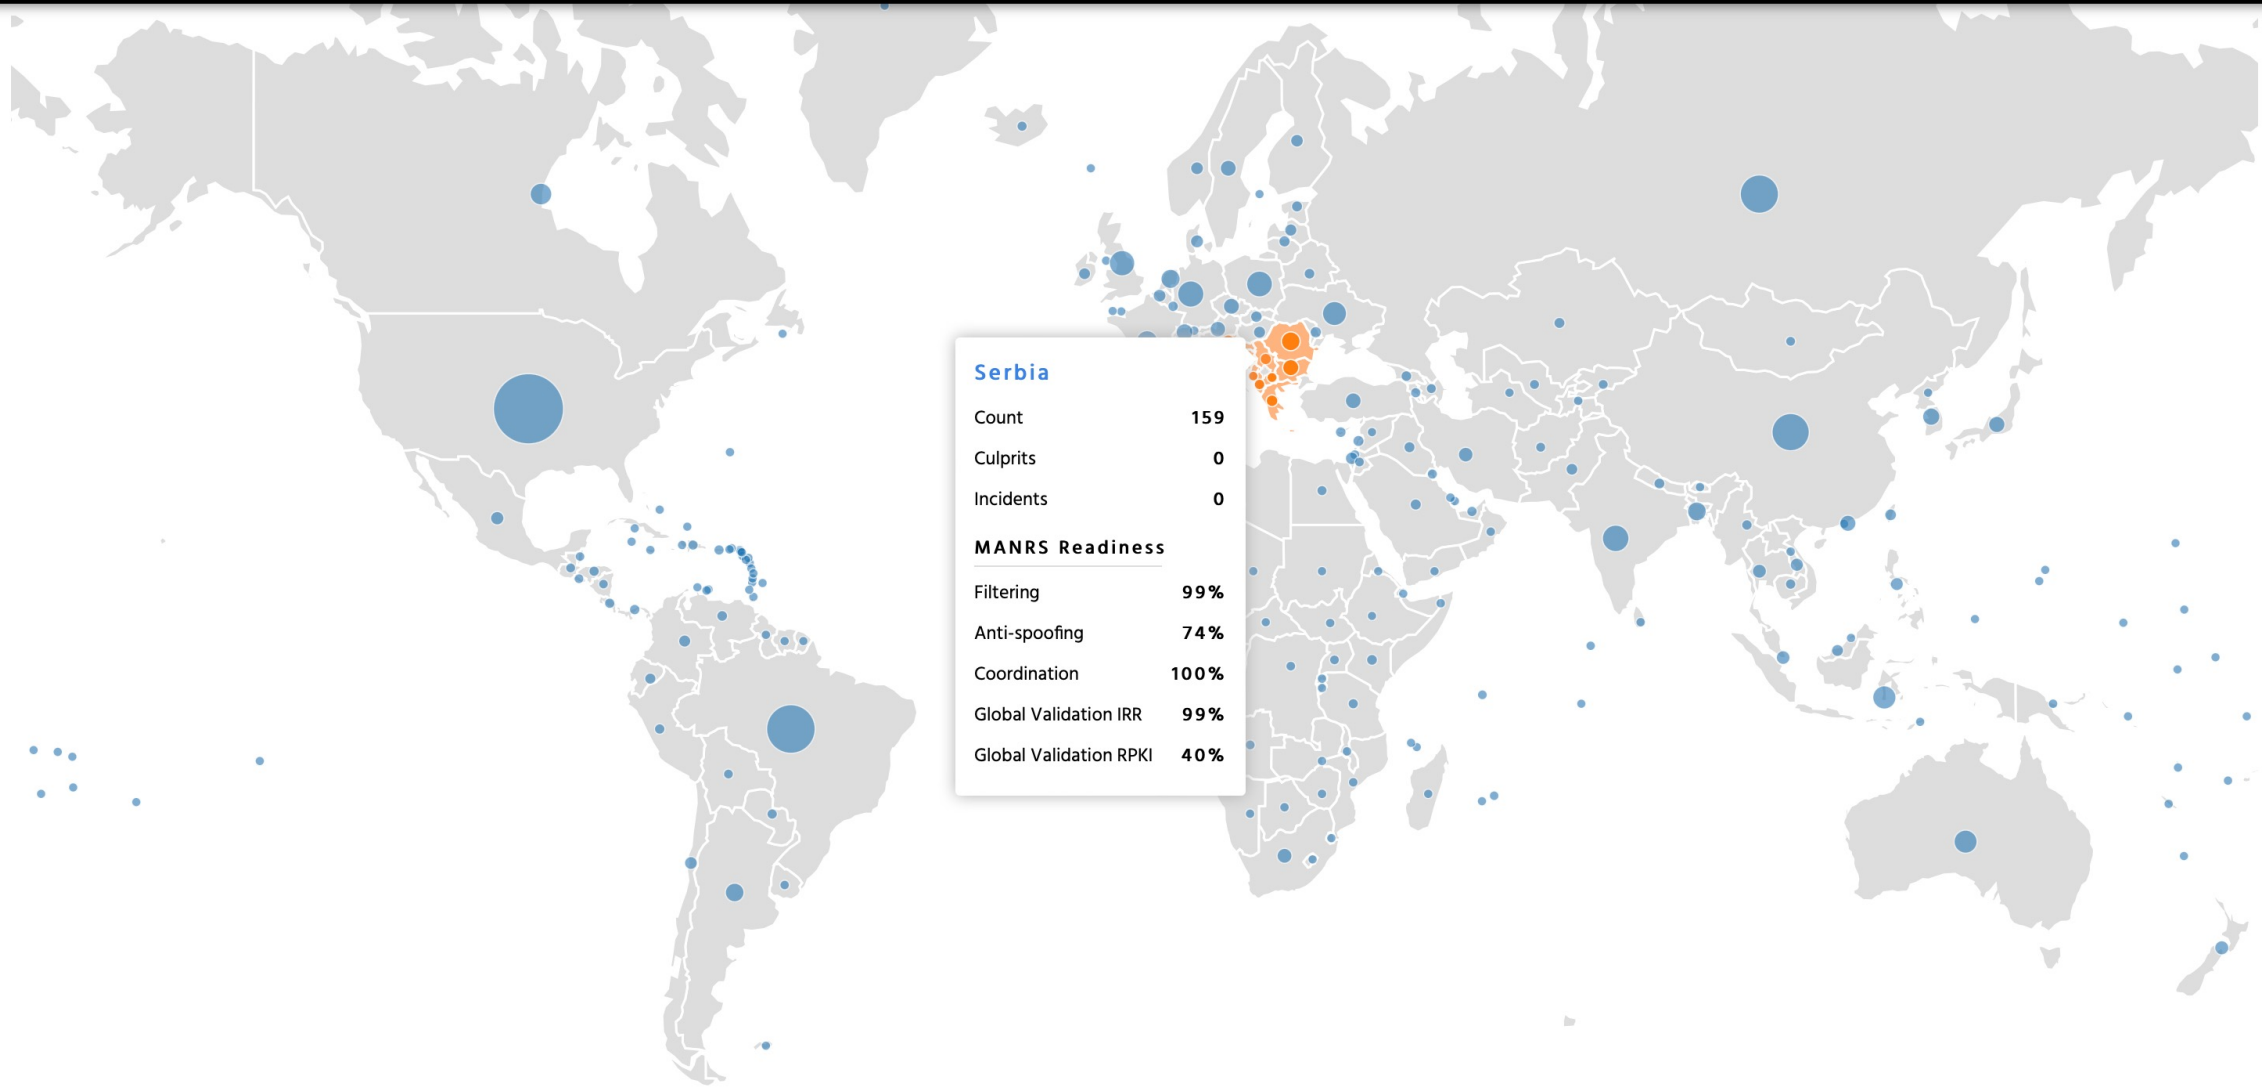 Serbia
Count 159
Culprits 0
Incidents 0
MANRS Readiness
Filtering 99%
Anti-spoofing 74%
Coordination 100%
Global Validation IRR 99%
Global Validation RPKI 40%